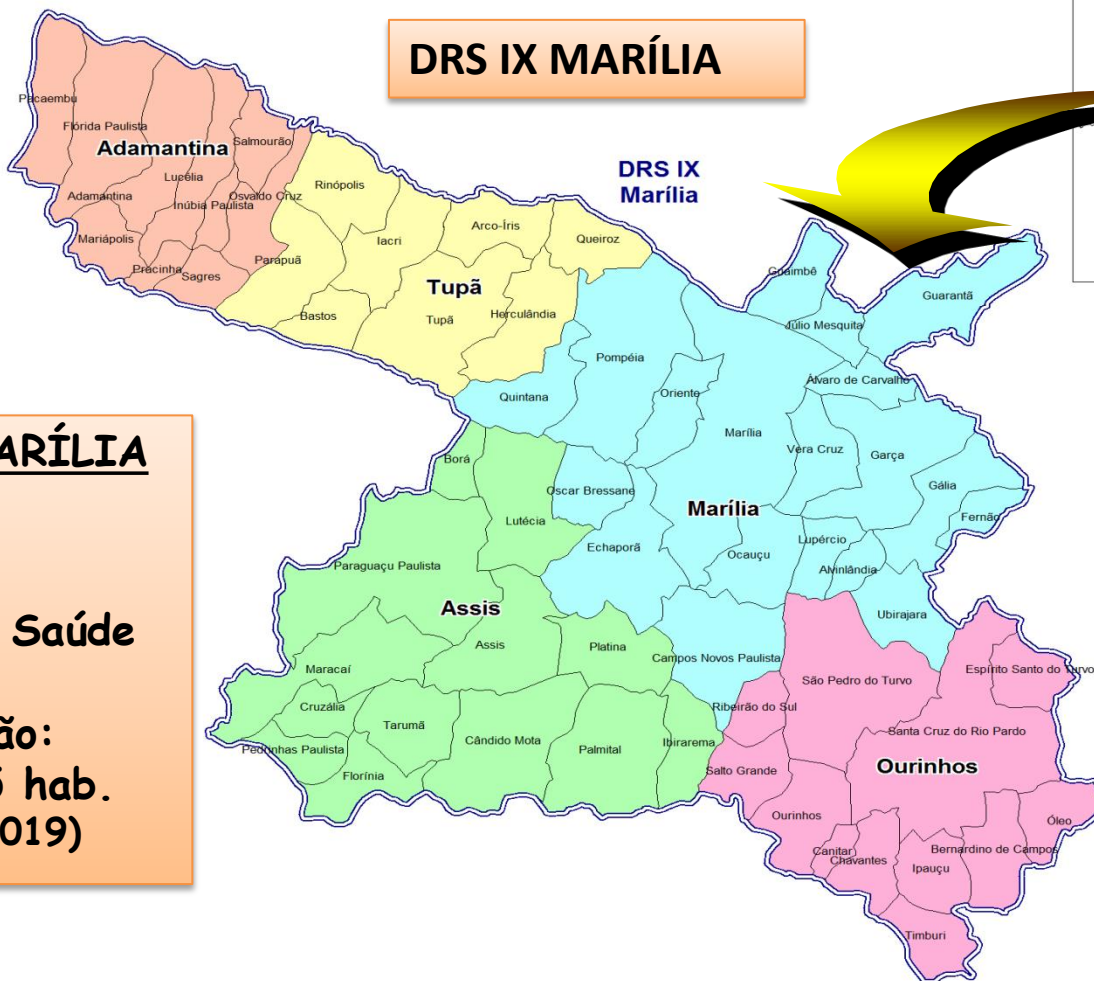 DRS IX MARÍLIA
DRS IX
Marília
Pacaembu
Flórida Paulista
Adamantina
Salmourão
Lucélia
Adamantina
Inúbia Paulista
Osvaldo Cruz
Mariápolis
Pracinha
Sagres
Parapuã
Rinópolis
Iacri
Arco-Íris
Queiroz
Tupã
Bastos
Tupã
Herculândia
Guaimbê
Guarantã
Júlio Mesquita
Pompéia
Álvaro de Carvalho
Quintana
Oriente
Marília
Vera Cruz
Garça
Gália
Fernão
Oscar Bressane
Marília
Echaporã
Ocauçu
Lupércio
Alvinlândia
Ubirajara
Campos Novos Paulista
ARÍLIA
Saúde
ão:
hab.
019)
Borá
Lutécia
Paraguaçu Paulista
Assis
Assis
Platina
Maracaí
Cruzália
Tarumã
Pedrinhas Paulista
Florínia
Cândido Mota
Palmital
Ibirarema
São Pedro do Turvo
Espírito Santo do Turvo
Ribeirão do Sul
Santa Cruz do Rio Pardo
Salto Grande
Ourinhos
Ourinhos
Canitar
Chavantes
Ipauçu
Bernardino de Campos
Óleo
Timburi